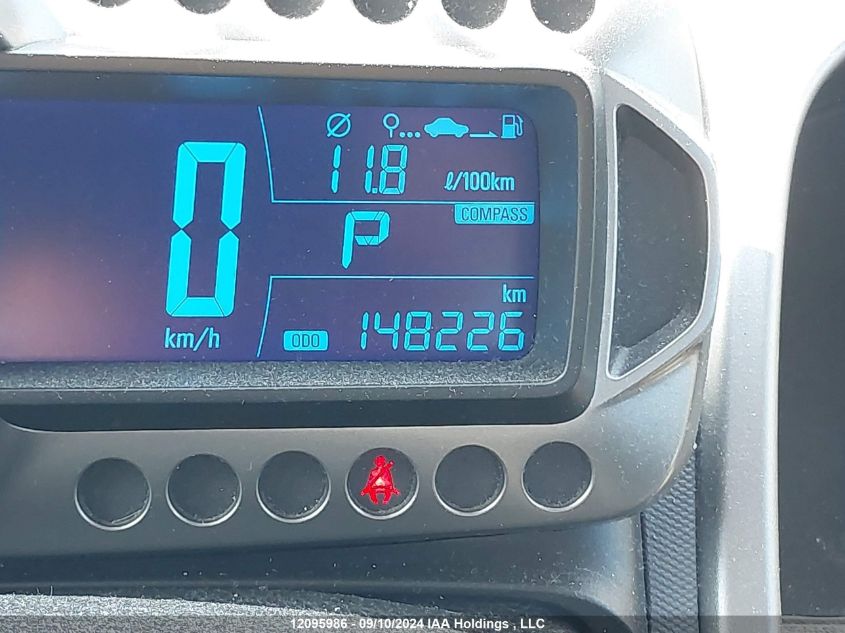 11.8 ℓ/100km
COMPASS
P
0
km/h
km
ODO 148226
12095986 - 09/10/2024 IAA Holdings , LLC